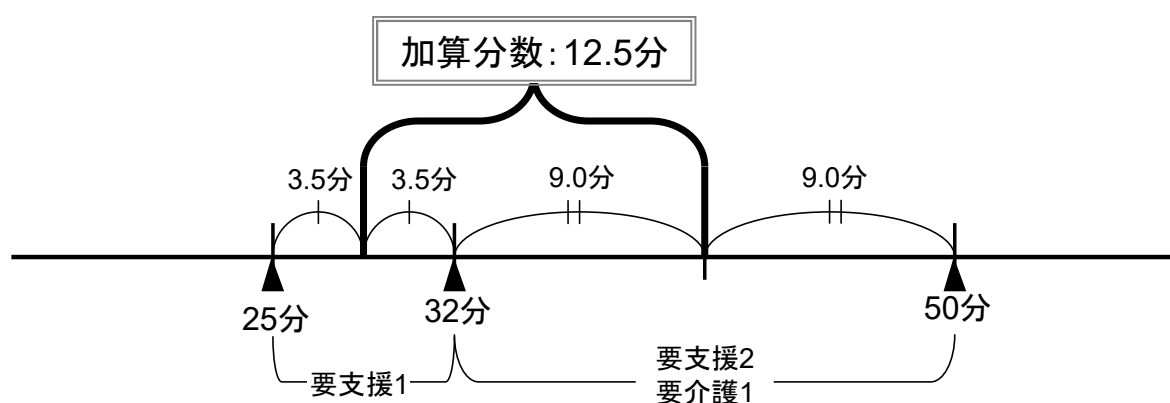 加算分数：12.5分
3.5分
3.5分
9.0分
9.0分
25分
32分
50分
要支援1
要支援2
要介護1